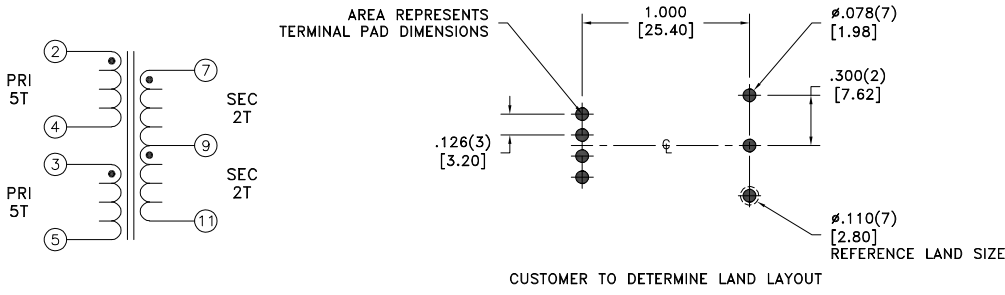 2
PRI
5T
4
3
PRI
5T
5
7
SEC
2T
9
SEC
2T
11
AREA REPRESENTS
TERMINAL PAD DIMENSIONS
1.000
[25.40]
ø.078(7)
[1.98]
.300(2)
[7.62]
.126(3)
[3.20]
℄
ø.110(7)
[2.80]
REFERENCE LAND SIZE
CUSTOMER TO DETERMINE LAND LAYOUT